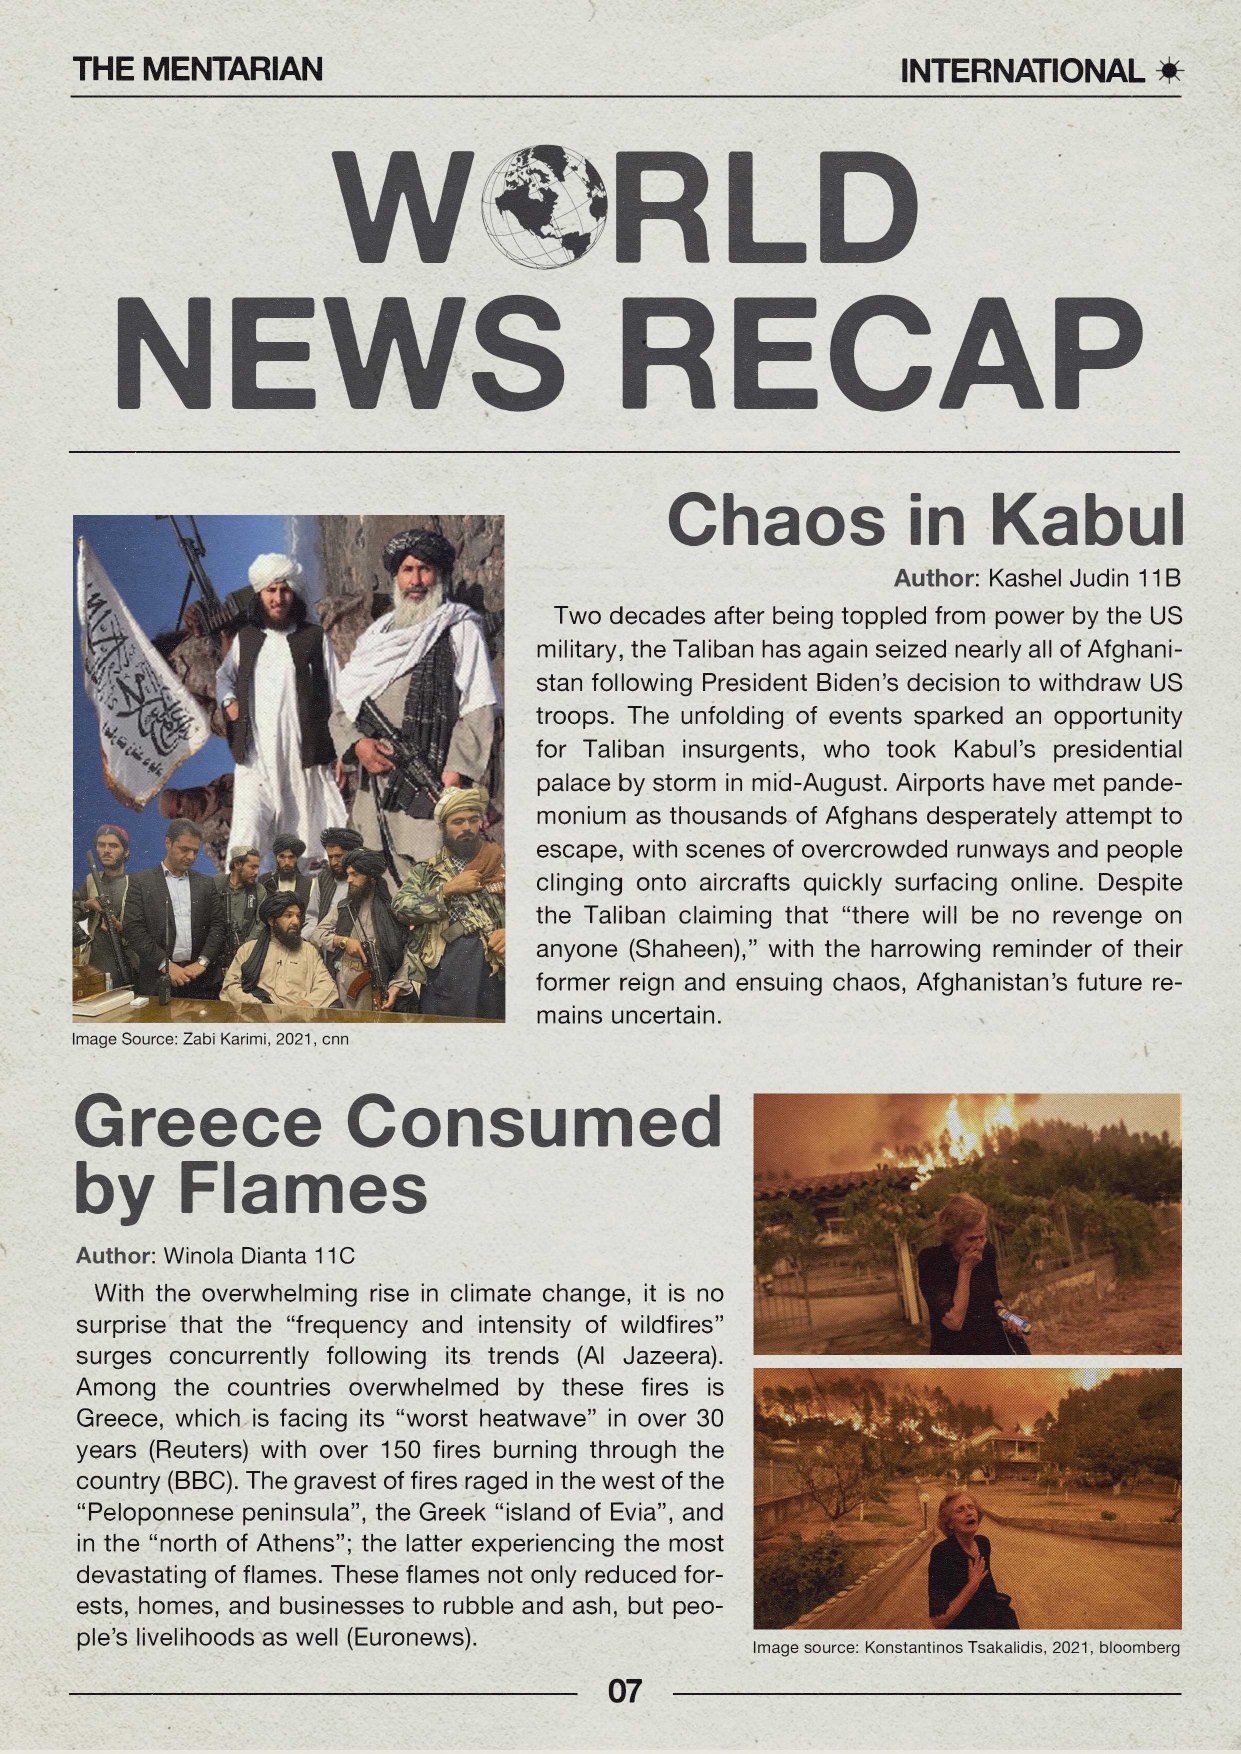 THE MENTARIAN
INTERNATIONAL
WORLD
NEWS RECAP
Chaos in Kabul
Author: Kashel Judin 11B
Two decades after being toppled from power by the US
military, the Taliban has again seized nearly all of Afghani-
stan following President Biden’s decision to withdraw US
troops. The unfolding of events sparked an opportunity
for Taliban insurgents, who took Kabul’s presidential
palace by storm in mid-August. Airports have met pande-
monium as thousands of Afghans desperately attempt to
escape, with scenes of overcrowded runways and people
clinging onto aircrafts quickly surfacing online. Despite
the Taliban claiming that “there will be no revenge on
anyone (Shaheen),” with the harrowing reminder of their
former reign and ensuing chaos, Afghanistan’s future re-
mains uncertain.
Image Source: Zabi Karimi, 2021, cnn
Greece Consumed
by Flames
Author: Winola Dianta 11C
With the overwhelming rise in climate change, it is no
surprise that the “frequency and intensity of wildfires”
surges concurrently following its trends (Al Jazeera).
Among the countries overwhelmed by these fires is
Greece, which is facing its “worst heatwave” in over 30
years (Reuters) with over 150 fires burning through the
country (BBC). The gravest of fires raged in the west of the
“Peloponnese peninsula”, the Greek “island of Evia”, and
in the “north of Athens”; the latter experiencing the most
devastating of flames. These flames not only reduced for-
ests, homes, and businesses to rubble and ash, but peo-
ple’s livelihoods as well (Euronews).
Image source: Konstantinos Tsakalidis, 2021, bloomberg
07